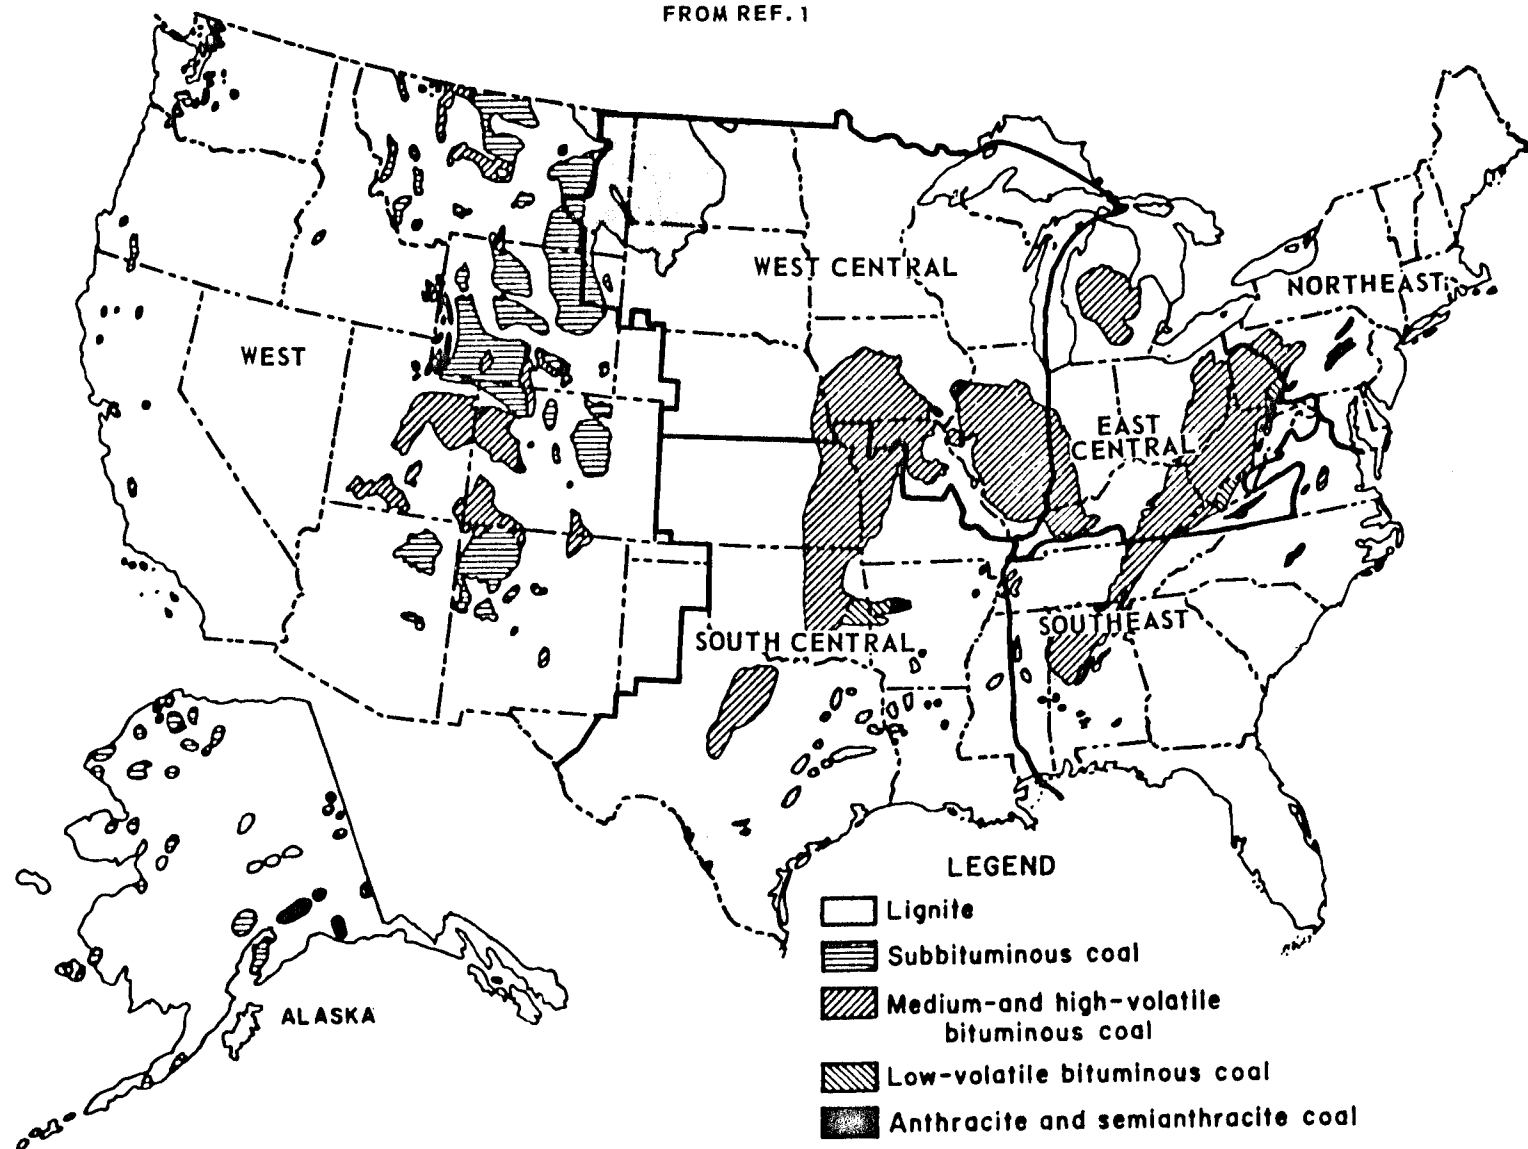 FROM REF. 1
WEST CENTRAL
NORTHEAST
WEST
EAST
CENTRAL
SOUTHEAST
SOUTH CENTRAL
LEGEND
Lignite
Subbituminous coal
Medium-and high-volatile
bituminous coal
Low-volatile bituminous coal
Anthracite and semianthracite coal
ALASKA